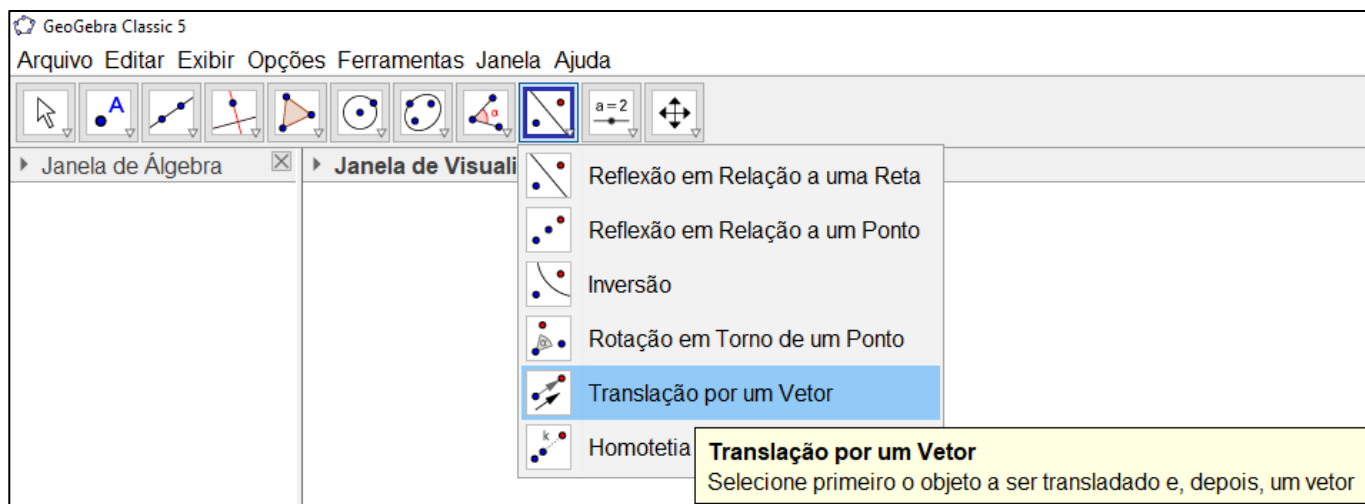 GeoGebra Classic 5
Arquivo Editar Exibir Opções Ferramentas Janela Ajuda
A
α
a=2
Janela de Álgebra
Janela de Visuali
Reflexão em Relação a uma Reta
Reflexão em Relação a um Ponto
Inversão
α
Rotação em Torno de um Ponto
Translação por um Vetor
k
Homotetia
Translação por um Vetor
Selecione primeiro o objeto a ser transladado e, depois, um vetor